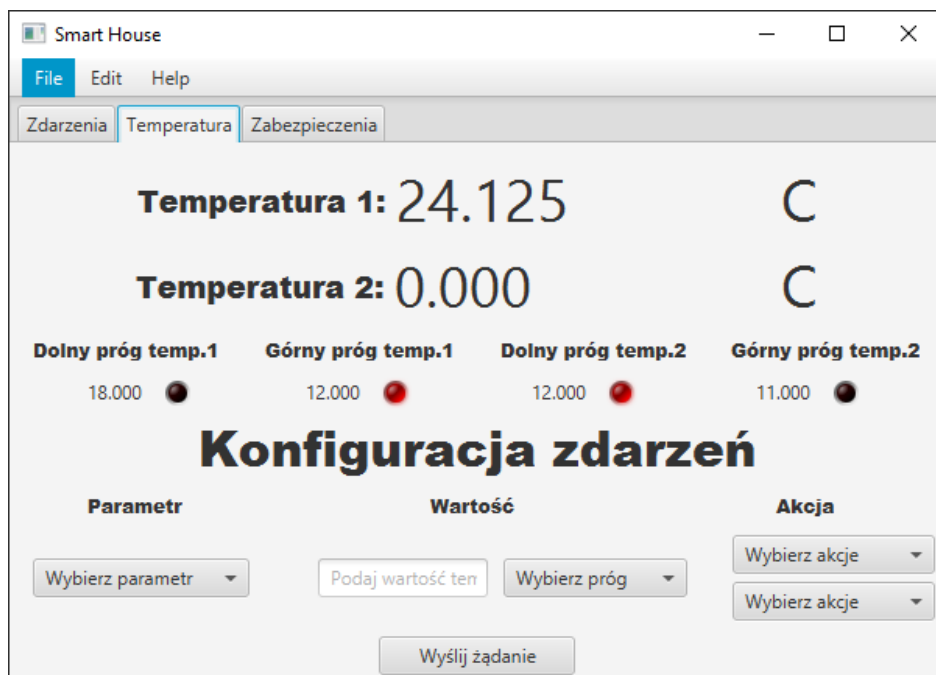 Smart House
File Edit Help
Zdarzenia Temperatura Zabezpieczenia
Temperatura 1: 24.125 C
Temperatura 2: 0.000 C
Dolny próg temp.1 Górny próg temp.1 Dolny próg temp.2 Górny próg temp.2
18.000 12.000 12.000 11.000
Konfiguracja zdarzeń
Parametr Wartość Akcja
Wybierz parametr Podaj wartość tem Wybierz próg Wybierz akcje
Wybierz akcje
Wyślij żądanie